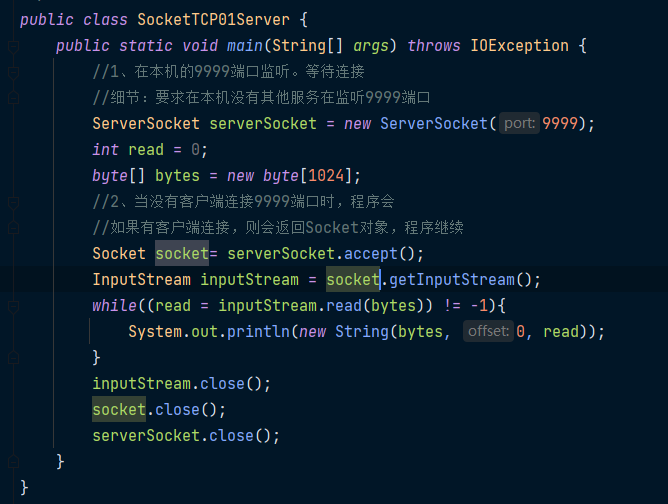 public class SocketTCP01Server {
    public static void main(String[] args) throws IOException {
        //1、在本机的9999端口监听。等待连接
        //细节：要求在本机没有其他服务在监听9999端口
        ServerSocket serverSocket = new ServerSocket( port: 9999);
        int read = 0;
        byte[] bytes = new byte[1024];
        //2、当没有客户端连接9999端口时，程序会
        //如果有客户端连接，则会返回Socket对象，程序继续
        Socket socket= serverSocket.accept();
        InputStream inputStream = socket.getInputStream();
        while((read = inputStream.read(bytes)) != -1){
            System.out.println(new String(bytes, offset: 0, read));
        }
        inputStream.close();
        socket.close();
        serverSocket.close();
    }
}